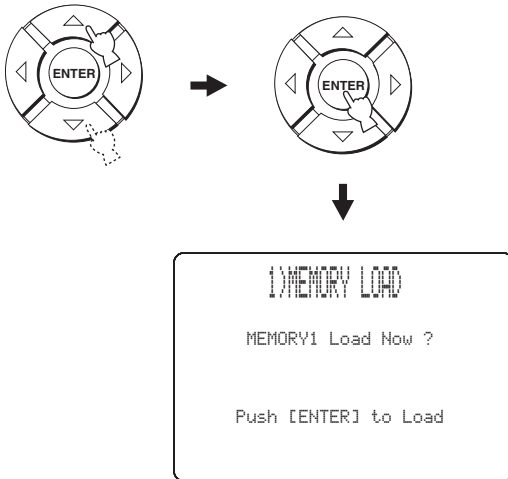 ENTER
ENTER
1)MEMORY LOAD
MEMORY1 Load Now ?
Push [ENTER] to Load